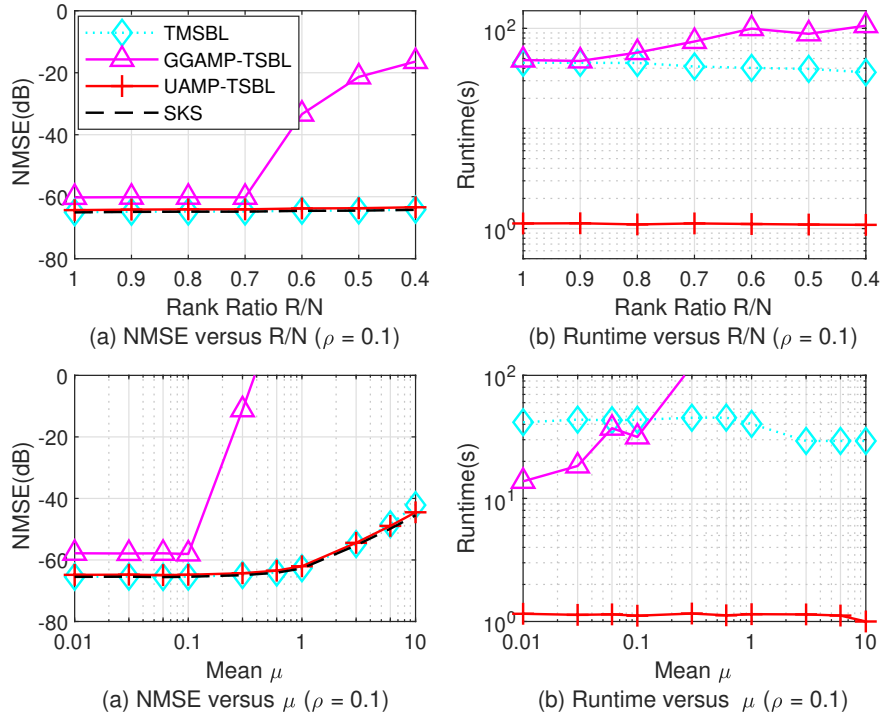 0
-20
-40
-60
-80
NMSE(dB)
TMSBL
GGAMP-TSBL
UAMP-TSBL
SKS
1 0.9 0.8 0.7 0.6 0.5 0.4
Rank Ratio R/N
(a) NMSE versus R/N (ρ = 0.1)
10^2
10^0
Runtime(s)
1 0.9 0.8 0.7 0.6 0.5 0.4
Rank Ratio R/N
(b) Runtime versus R/N (ρ = 0.1)
0
-20
-40
-60
-80
NMSE(dB)
0.01 0.1 1 10
Mean μ
(a) NMSE versus μ (ρ = 0.1)
10^2
10^1
10^0
Runtime(s)
0.01 0.1 1 10
Mean μ
(b) Runtime versus μ (ρ = 0.1)